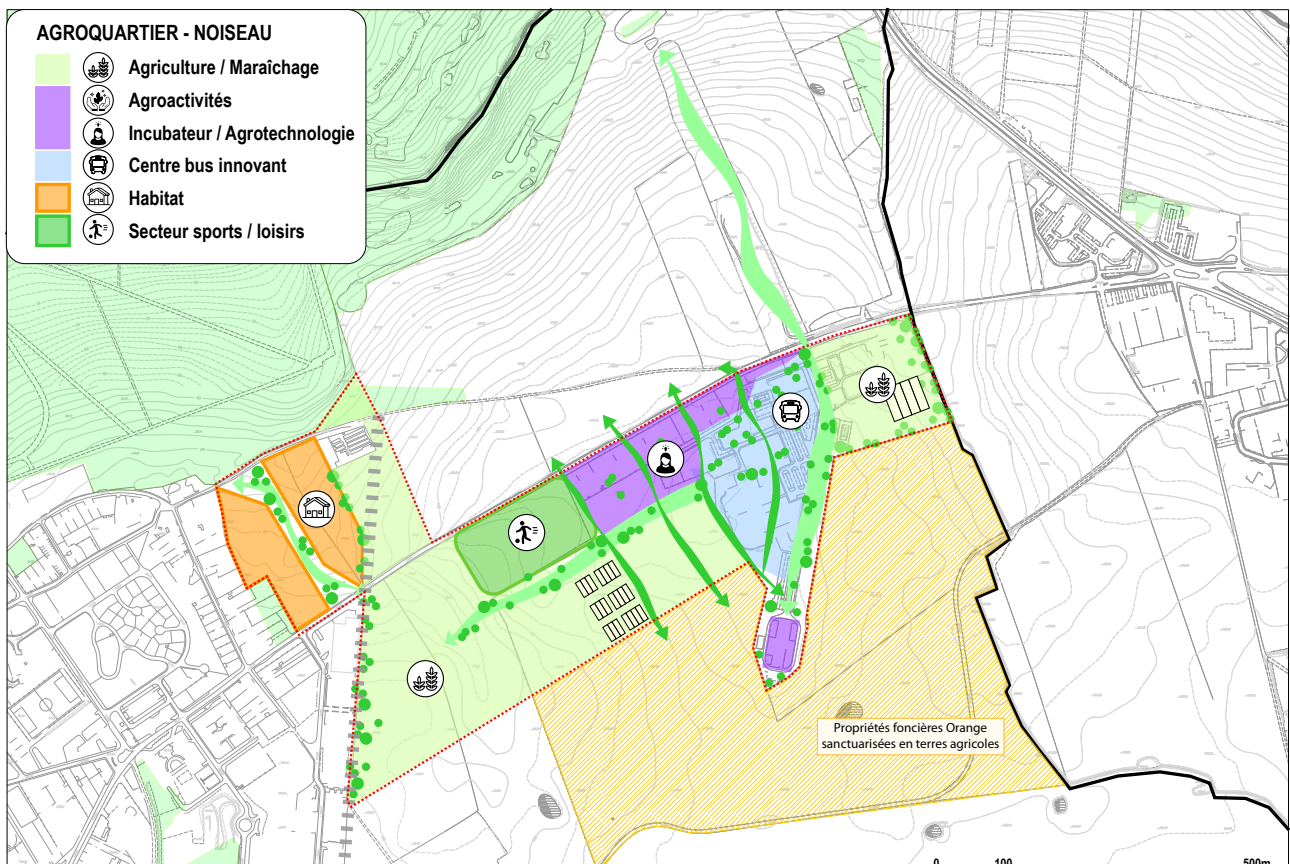 AGROQUARTIER - NOISEAU
Agriculture / Maraîchage
Agroactivités
Incubateur / Agrotechnologie
Centre bus innovant
Habitat
Secteur sports / loisirs
Propriétés foncières Orange
sanctuarisées en terres agricoles
0 100 500m